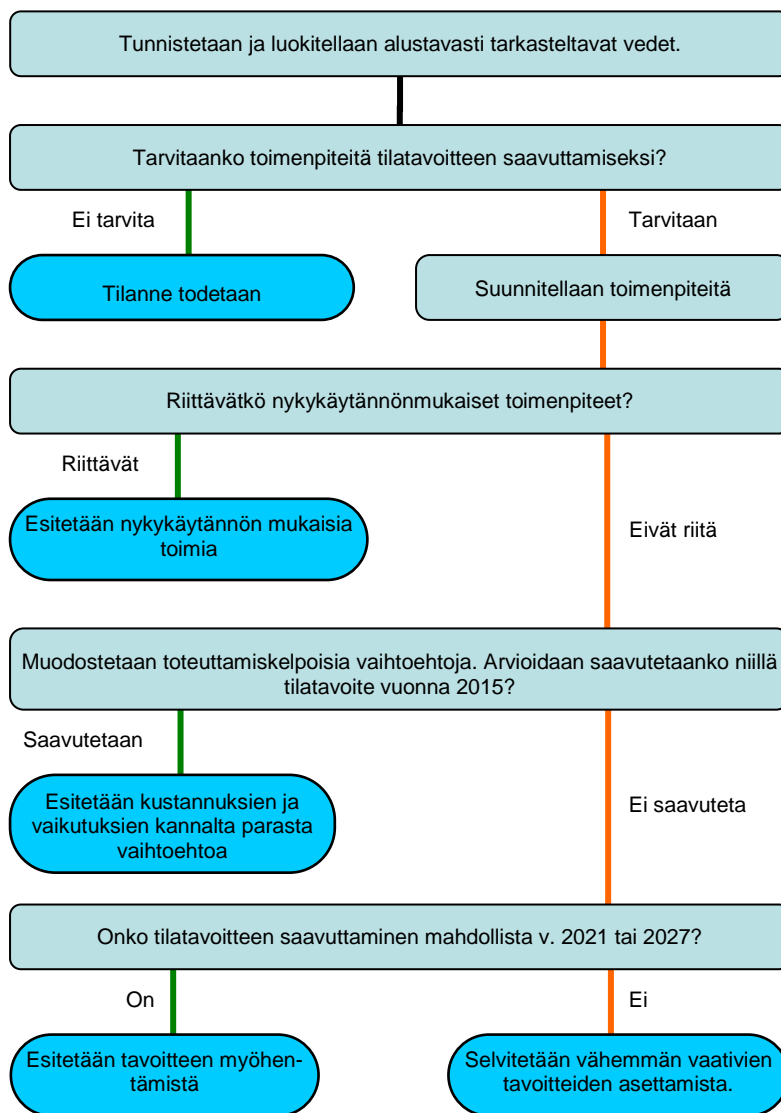 Tunnistetaan ja luokitellaan alustavasti tarkasteltavat vedet.
Tarvitaanko toimenpiteitä tilatavoitteen saavuttamiseksi?
Ei tarvita
Tarvitaan
Tilanne todetaan
Suunnitellaan toimenpiteitä
Riittävätkö nykykäytännönmukaiset toimenpiteet?
Riittävät
Eivät riitä
Esitetään nykykäytännön mukaisia
toimia
Muodostetaan toteuttamiskelpoisia vaihtoehtoja. Arvioidaan saavutetaanko niillä
tilatavoite vuonna 2015?
Saavutetaan
Ei saavuteta
Esitetään kustannuksien ja
vaikutuksien kannalta parasta
vaihtoehtoa
Onko tilatavoitteen saavuttaminen mahdollista v. 2021 tai 2027?
On
Ei
Esitetään tavoitteen myöhen-
tämistä
Selvitetään vähemmän vaativien
tavoitteiden asettamista.